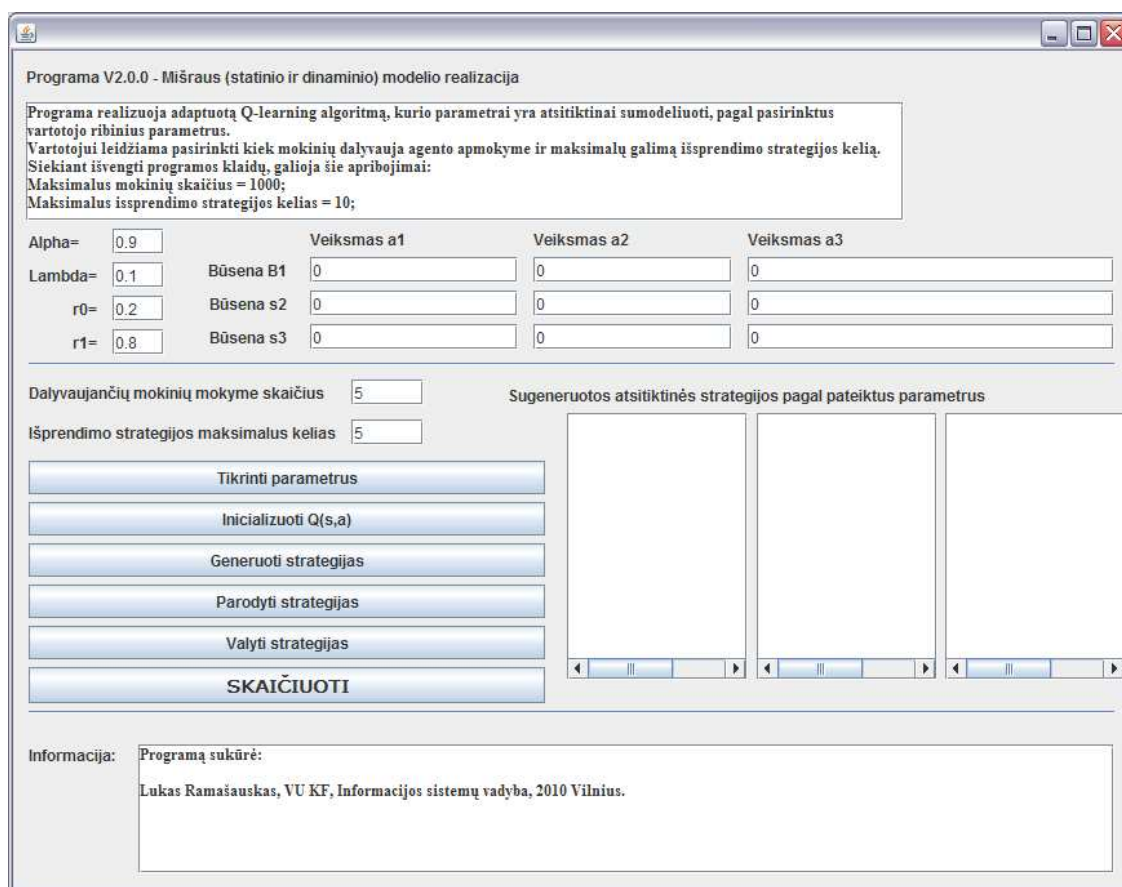 Programa V2.0.0 - Mišraus (statinio ir dinaminio) modelio realizacija
Programa realizuoja adaptuotą Q-learning algoritmą, kurio parametrai yra atsitiktinai sumodeliuoti, pagal pasirinktus
vartotojo ribinius parametrus.
Vartotojui leidžiama pasirinkti kiek mokinių dalyvauja agento apmokyme ir maksimalų galimą išsprendimo strategijos kelią.
Siekiant išvengti programos klaidų, galioja šie apribojimai:
Maksimalus mokinių skaičius = 1000;
Maksimalus issprendimo strategijos kelias = 10;
Alpha= 0.9 Veiksmas a1 Veiksmas a2 Veiksmas a3
Lambda= 0.1 Būsena B1 0 0 0
r0= 0.2 Būsena s2 0 0 0
r1= 0.8 Būsena s3 0 0 0
Dalyvaujančių mokinių mokyme skaičius 5
Sugeneruotos atsitiktinės strategijos pagal pateiktus parametrus
Išprendimo strategijos maksimalus kelias 5
Tikrinti parametrus
Inicializuoti Q(s,a)
Generuoti strategijas
Parodyti strategijas
Valyti strategijas
SKAIČIUOTI
Informacija: Programą sukūrė:
Lukas Ramašauskas, VU KF, Informacijos sistemų vadyba, 2010 Vilnius.